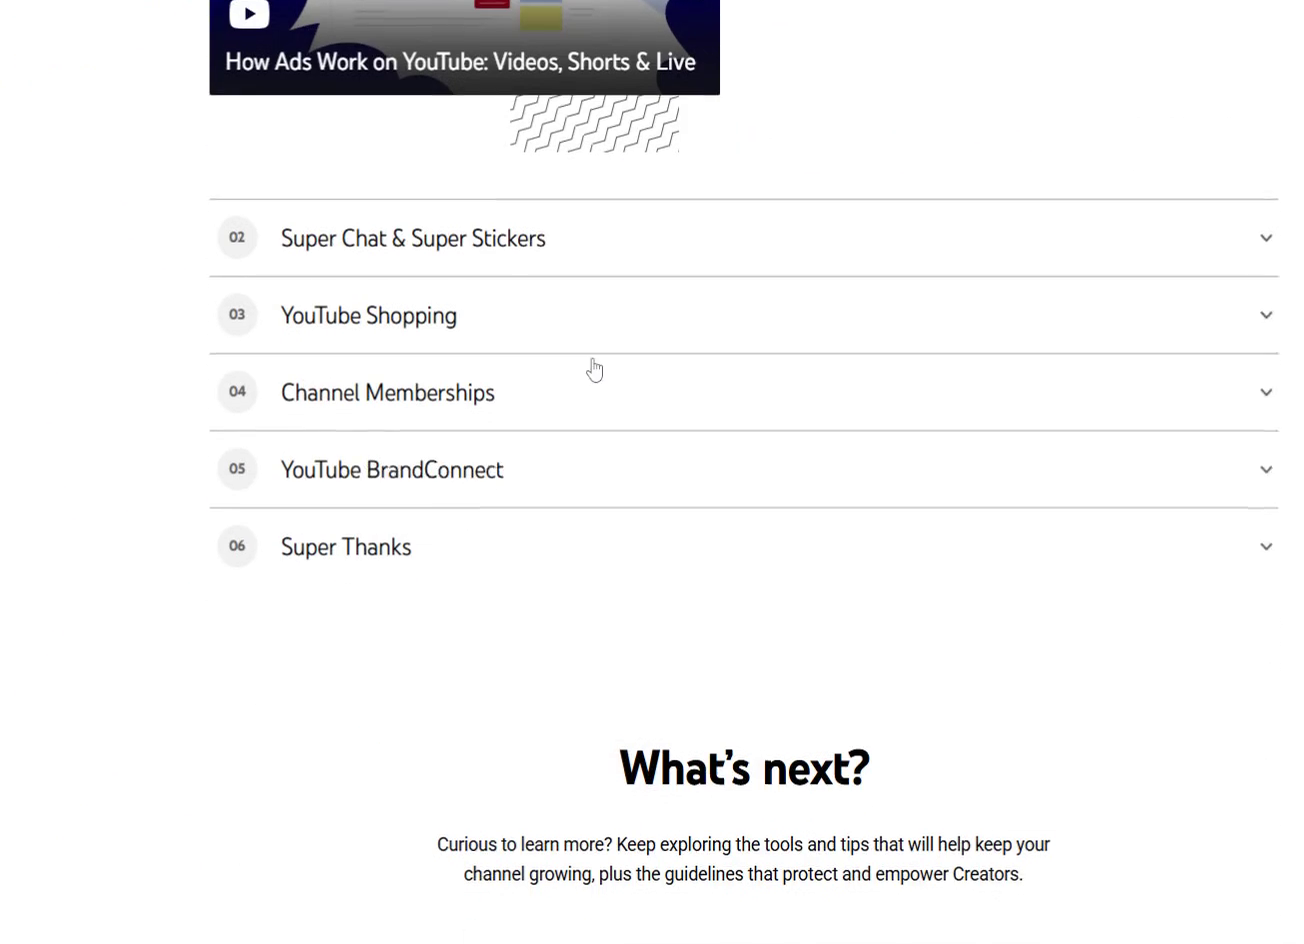 How Ads Work on YouTube: Videos, Shorts & Live
02 Super Chat & Super Stickers
03 YouTube Shopping
04 Channel Memberships
05 YouTube BrandConnect
06 Super Thanks
What's next?
Curious to learn more? Keep exploring the tools and tips that will help keep your
channel growing, plus the guidelines that protect and empower Creators.